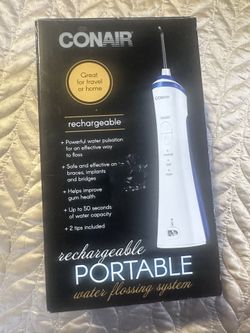 CONAIR
Great
for travel
or home
rechargeable
• Powerful water pulsation
for an effective way
to floss
• Safe and effective on
braces, implants
and bridges
• Helps improve
gum health
• Up to 50 seconds
of water capacity
• 2 tips included
CONAIR
rechargeable
PORTABLE
water flossing system